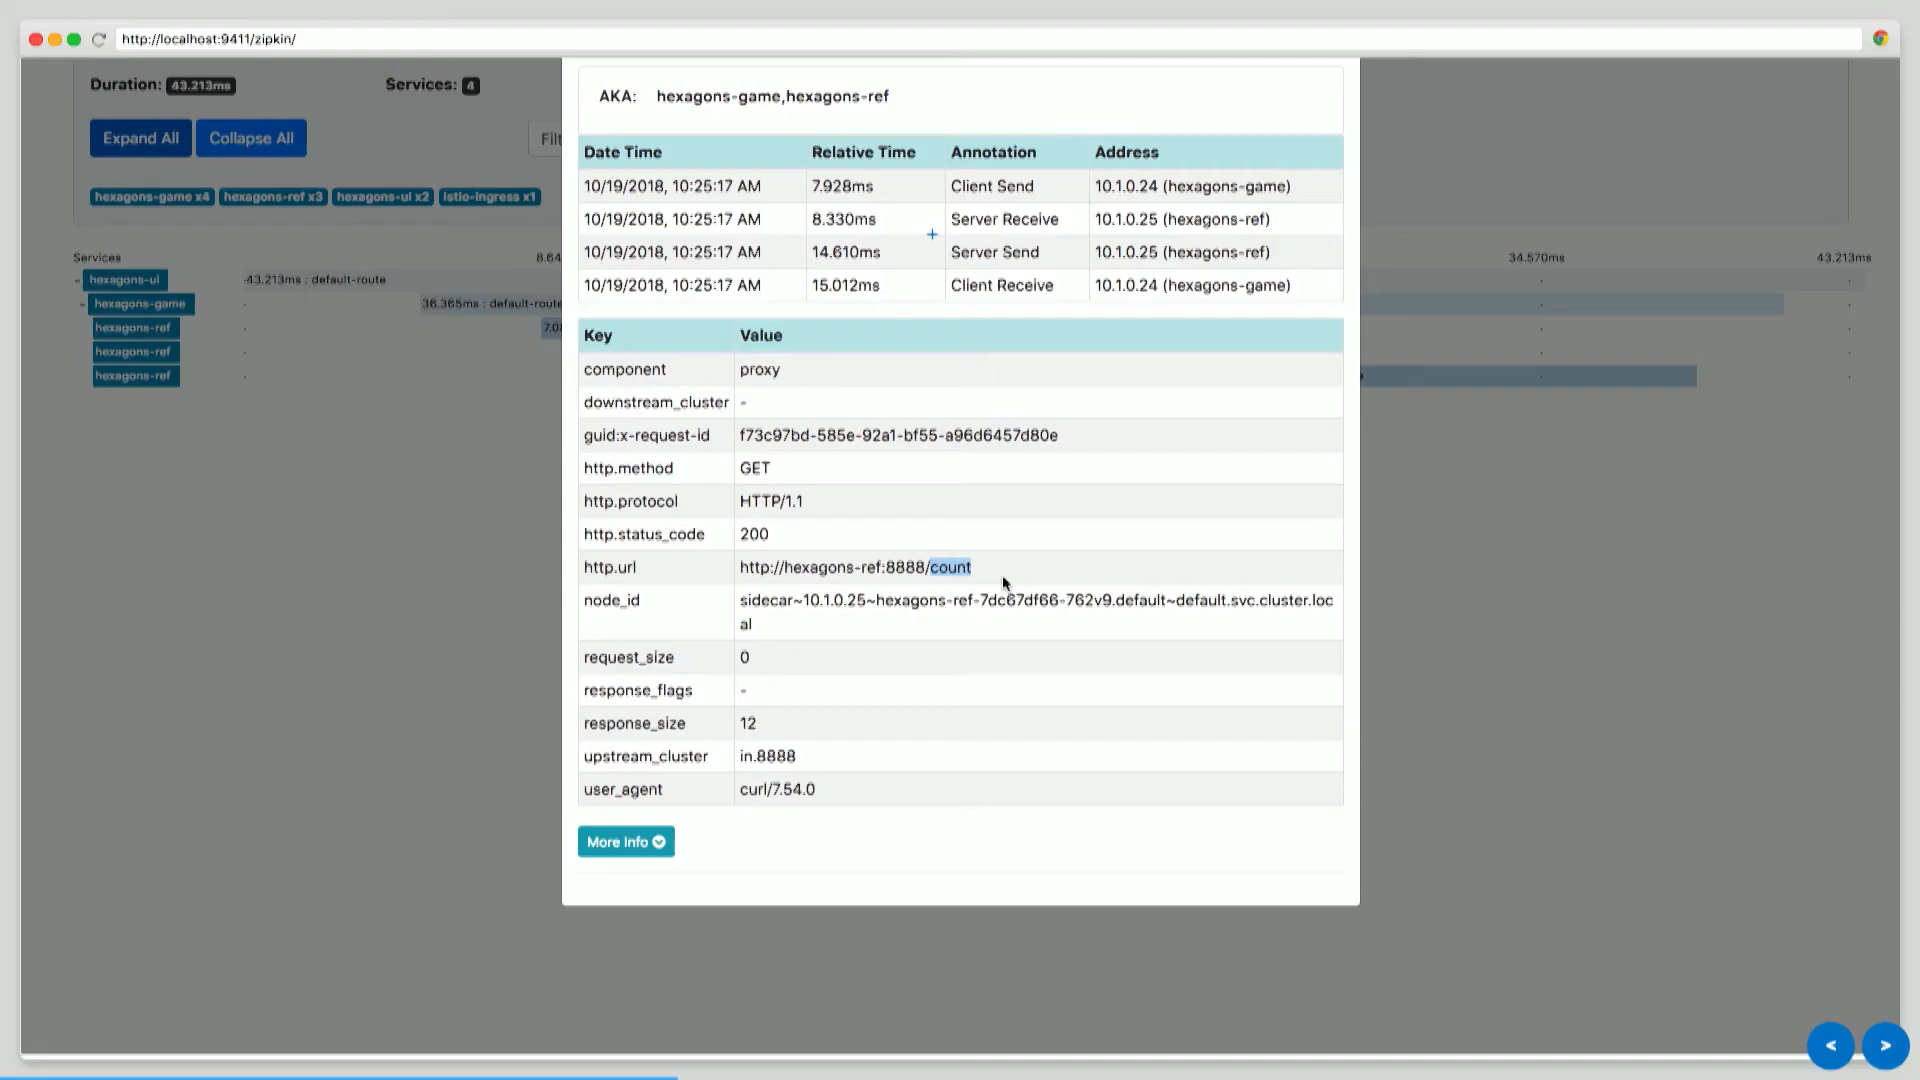 http://localhost:9411/zipkin/
Duration: 43.213ms Services: 4
Expand All Collapse All
hexagons-game x4 hexagons-ref x3 hexagons-ui x2 istio-ingress x1
Services 8.64 34.570ms 43.213ms
- hexagons-ui 43.213ms : default-route
- hexagons-game 36.365ms : default-route
hexagons-ref
hexagons-ref
hexagons-ref
AKA: hexagons-game,hexagons-ref
Date Time Relative Time Annotation Address
10/19/2018, 10:25:17 AM 7.928ms Client Send 10.1.0.24 (hexagons-game)
10/19/2018, 10:25:17 AM 8.330ms Server Receive 10.1.0.25 (hexagons-ref)
10/19/2018, 10:25:17 AM 14.610ms Server Send 10.1.0.25 (hexagons-ref)
10/19/2018, 10:25:17 AM 15.012ms Client Receive 10.1.0.24 (hexagons-game)
Key Value
component proxy
downstream_cluster -
guid:x-request-id f73c97bd-585e-92a1-bf55-a96d6457d80e
http.method GET
http.protocol HTTP/1.1
http.status_code 200
http.url http://hexagons-ref:8888/count
node_id sidecar~10.1.0.25~hexagons-ref-7dc67df66-762v9.default~default.svc.cluster.loc
al
request_size 0
response_flags -
response_size 12
upstream_cluster in.8888
user_agent curl/7.54.0
More Info
< >